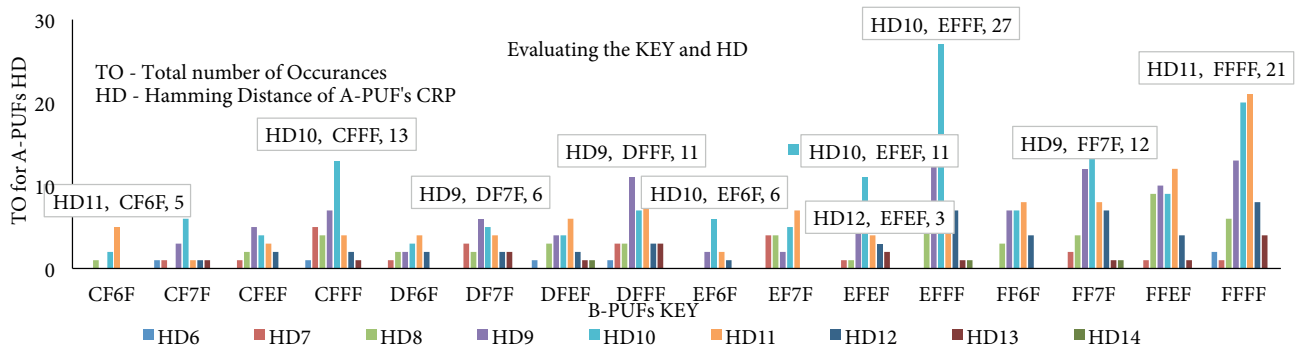 30
20
10
0
TO for A-PUFs HD
Evaluating the KEY and HD
TO - Total number of Occurances
HD - Hamming Distance of A-PUF's CRP
HD11, CF6F, 5
HD10, CFFF, 13
HD9, DF7F, 6
HD9, DFFF, 11
HD10, EF6F, 6
HD10, EFEF, 11
HD12, EFEF, 3
HD10, EFFF, 27
HD9, FF7F, 12
HD11, FFFF, 21
CF6F CF7F CFEF CFFF DF6F DF7F DFEF DFFF EF6F EF7F EFEF EFFF FF6F FF7F FFEF FFFF
B-PUFs KEY
HD6 HD7 HD8 HD9 HD10 HD11 HD12 HD13 HD14